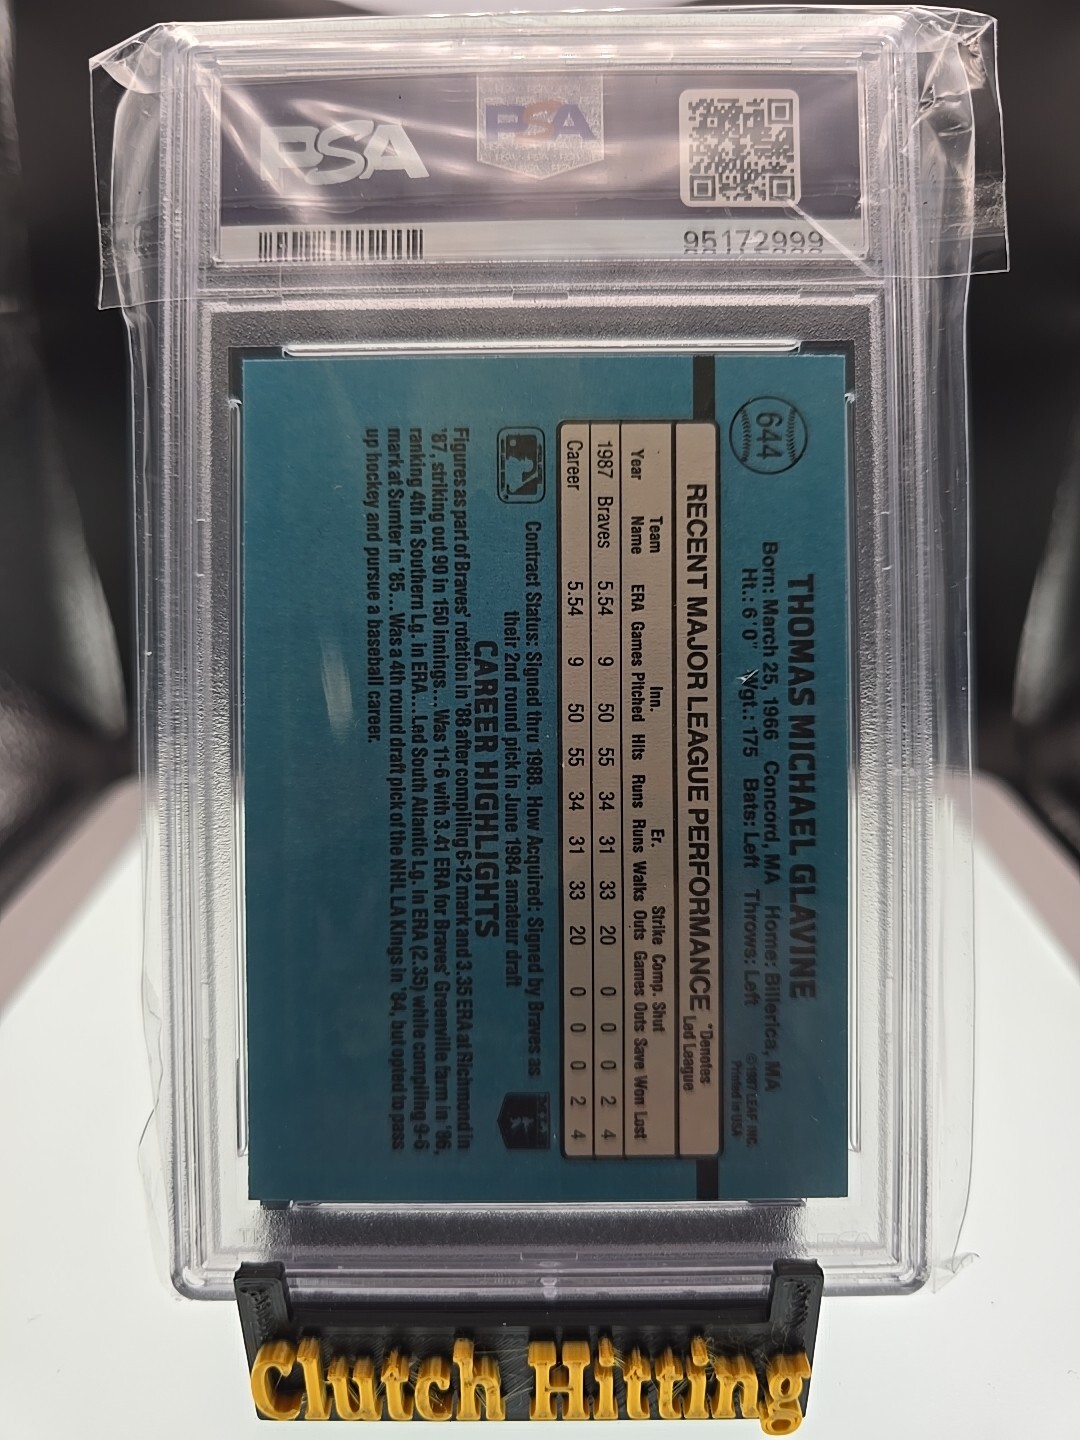 PSA
PSA
95172999
644
THOMAS MICHAEL GLAVINE
Born: March 25, 1966 Concord, MA Home: Billerica, MA
Ht.: 6'0" Wgt.: 175 Bats: Left Throws: Left
©1987 LEAF INC.
Printed in USA
RECENT MAJOR LEAGUE PERFORMANCE
*Denotes
Led League
Team Inn. Er. Strike Comp. Shut
Year Name ERA Games Pitched Hits Runs Runs Walks Outs Games Outs Save Won Lost
1987 Braves 5.54 9 50 55 34 31 33 20 0 0 0 2 4
Career 5.54 9 50 55 34 31 33 20 0 0 0 2 4
Contract Status: Signed thru 1988. How Acquired: Signed by Braves as
their 2nd round pick in June 1984 amateur draft
CAREER HIGHLIGHTS
Figures as part of Braves' rotation in '88 after compiling 6-12 mark and 3.35 ERA at Richmond in
'87, striking out 90 in 150 innings...Was 11-6 with 3.41 ERA for Braves' Greenville farm in '86,
ranking 4th in Southern Lg. in ERA...Led South Atlantic Lg. in ERA (2.35) while compiling 9-6
mark at Sumter in '85...Was a 4th round draft pick of the NHL LA Kings in '84, but opted to pass
up hockey and pursue a baseball career.
Clutch Hitting